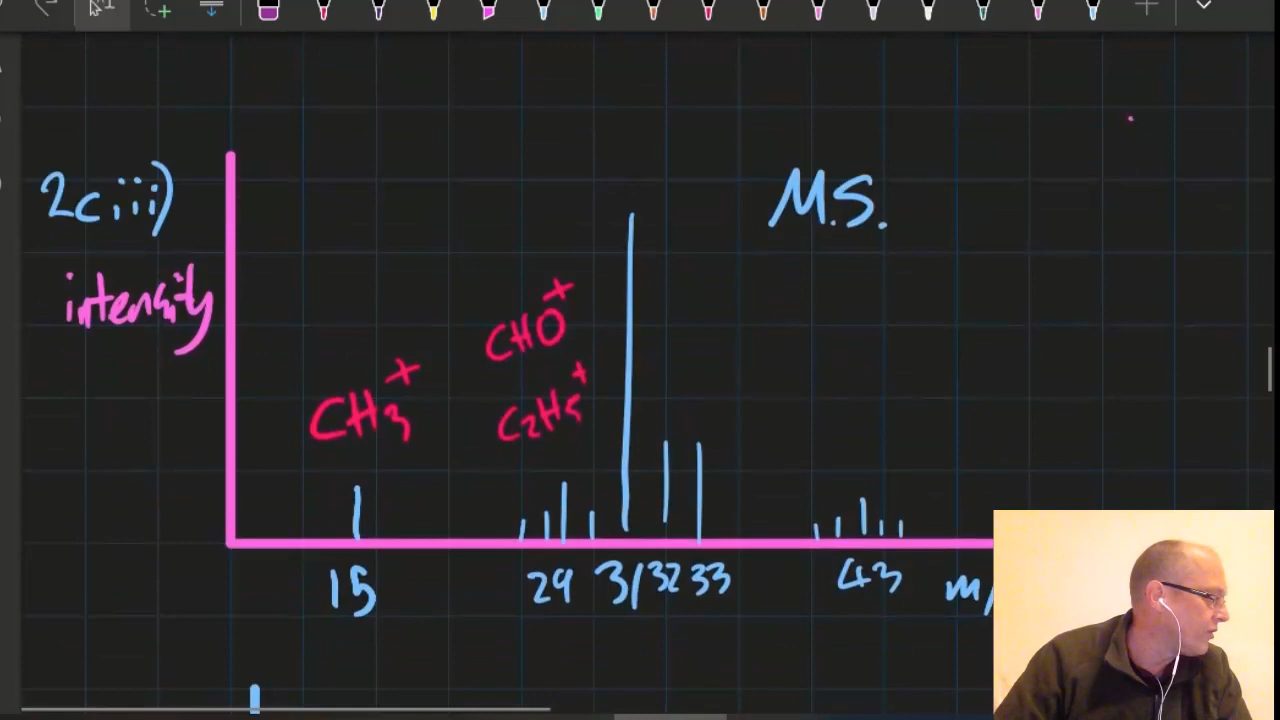 2c iii)
M.S.
intensity
CHO+
CH3+
C2H5+
15 29 31 32 33 43 m/